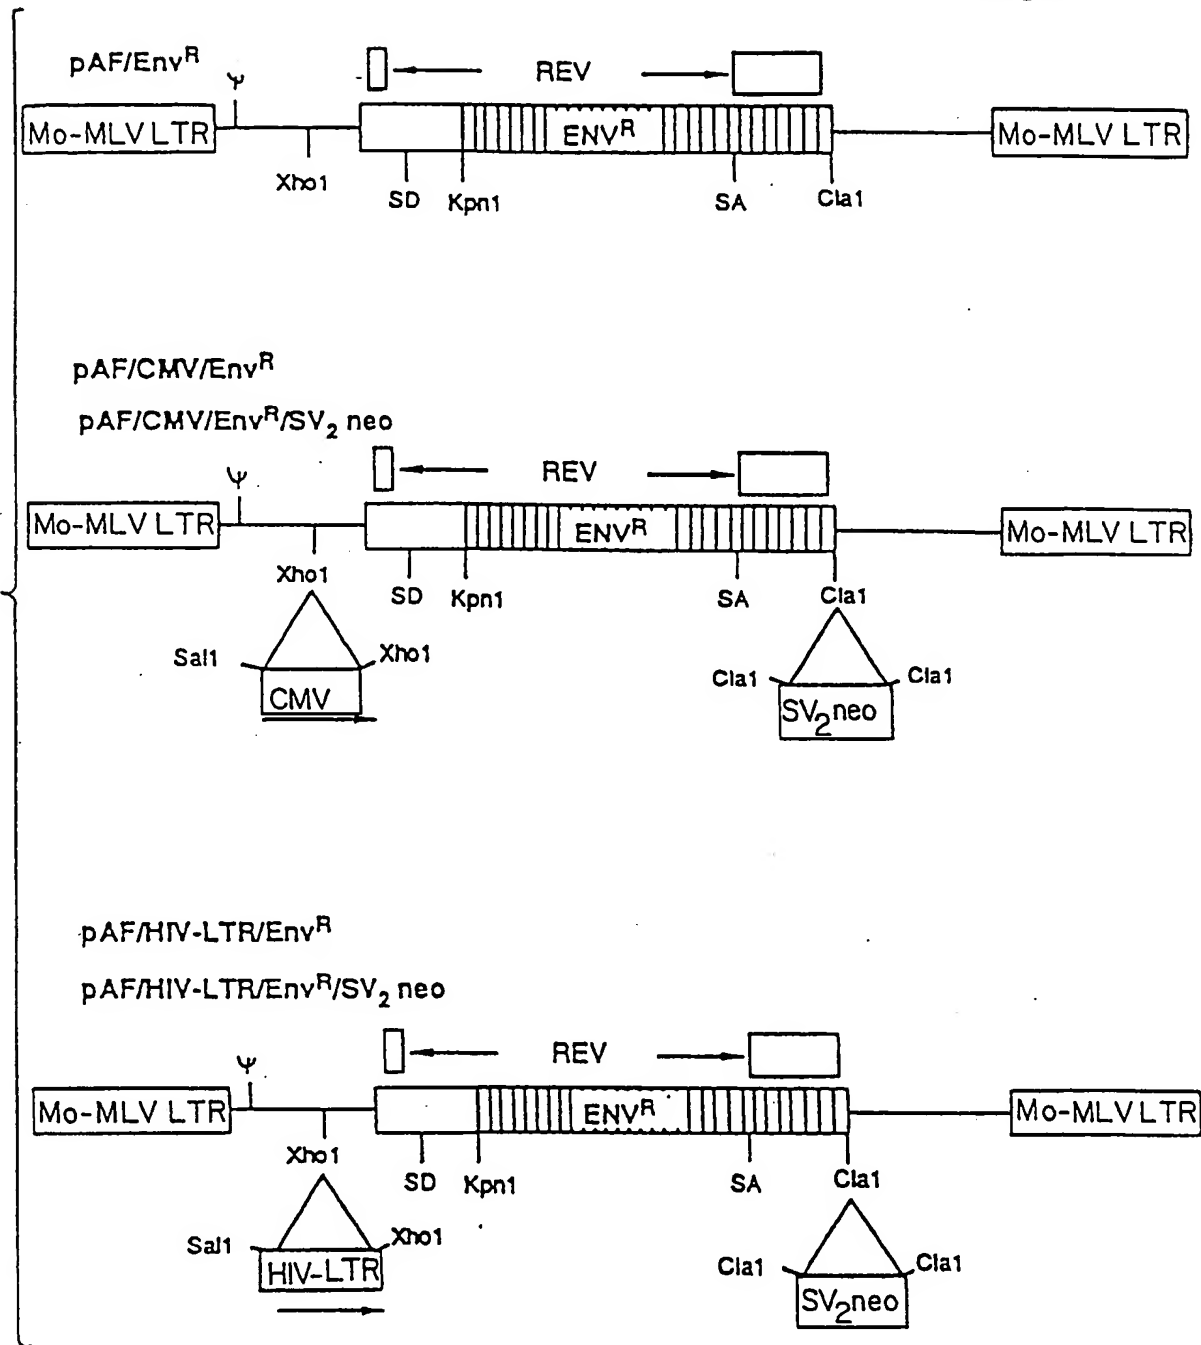 pAF/Env^R
Ψ
REV
Mo-MLV LTR ENV^R Mo-MLV LTR
Xho1 SD Kpn1 SA Cla1
pAF/CMV/Env^R
pAF/CMV/Env^R/SV₂ neo
Ψ
REV
Mo-MLV LTR ENV^R Mo-MLV LTR
Xho1 SD Kpn1 SA Cla1
Sal1 Xho1 Cla1 Cla1
CMV SV₂neo
pAF/HIV-LTR/Env^R
pAF/HIV-LTR/Env^R/SV₂ neo
Ψ
REV
Mo-MLV LTR ENV^R Mo-MLV LTR
Xho1 SD Kpn1 SA Cla1
Sal1 Xho1 Cla1 Cla1
HIV-LTR SV₂neo